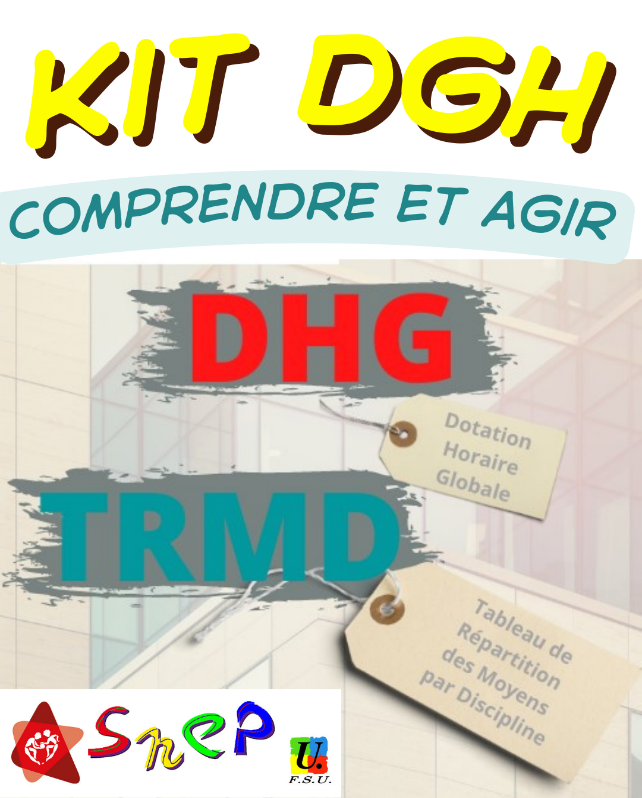 KIT DGH
COMPRENDRE ET AGIR
DHG
Dotation
Horaire
Globale
TRMD
Tableau de
Répartition
des Moyens
par Discipline
SneP
U.
F.S.U.